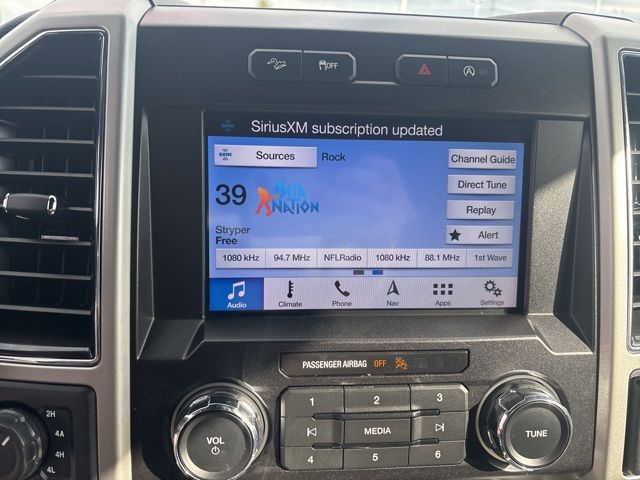 OFF
A
SiriusXM subscription updated
sxm Sources Rock Channel Guide
39 HAIR NATION Direct Tune
Replay
Stryper Alert
Free
1080 kHz 94.7 MHz NFLRadio 1080 kHz 88.1 MHz 1st Wave
Audio Climate Phone Nav Apps Settings
PASSENGER AIRBAG OFF
1 2 3
VOL MEDIA TUNE
4 5 6
2H
4A
4H
4L